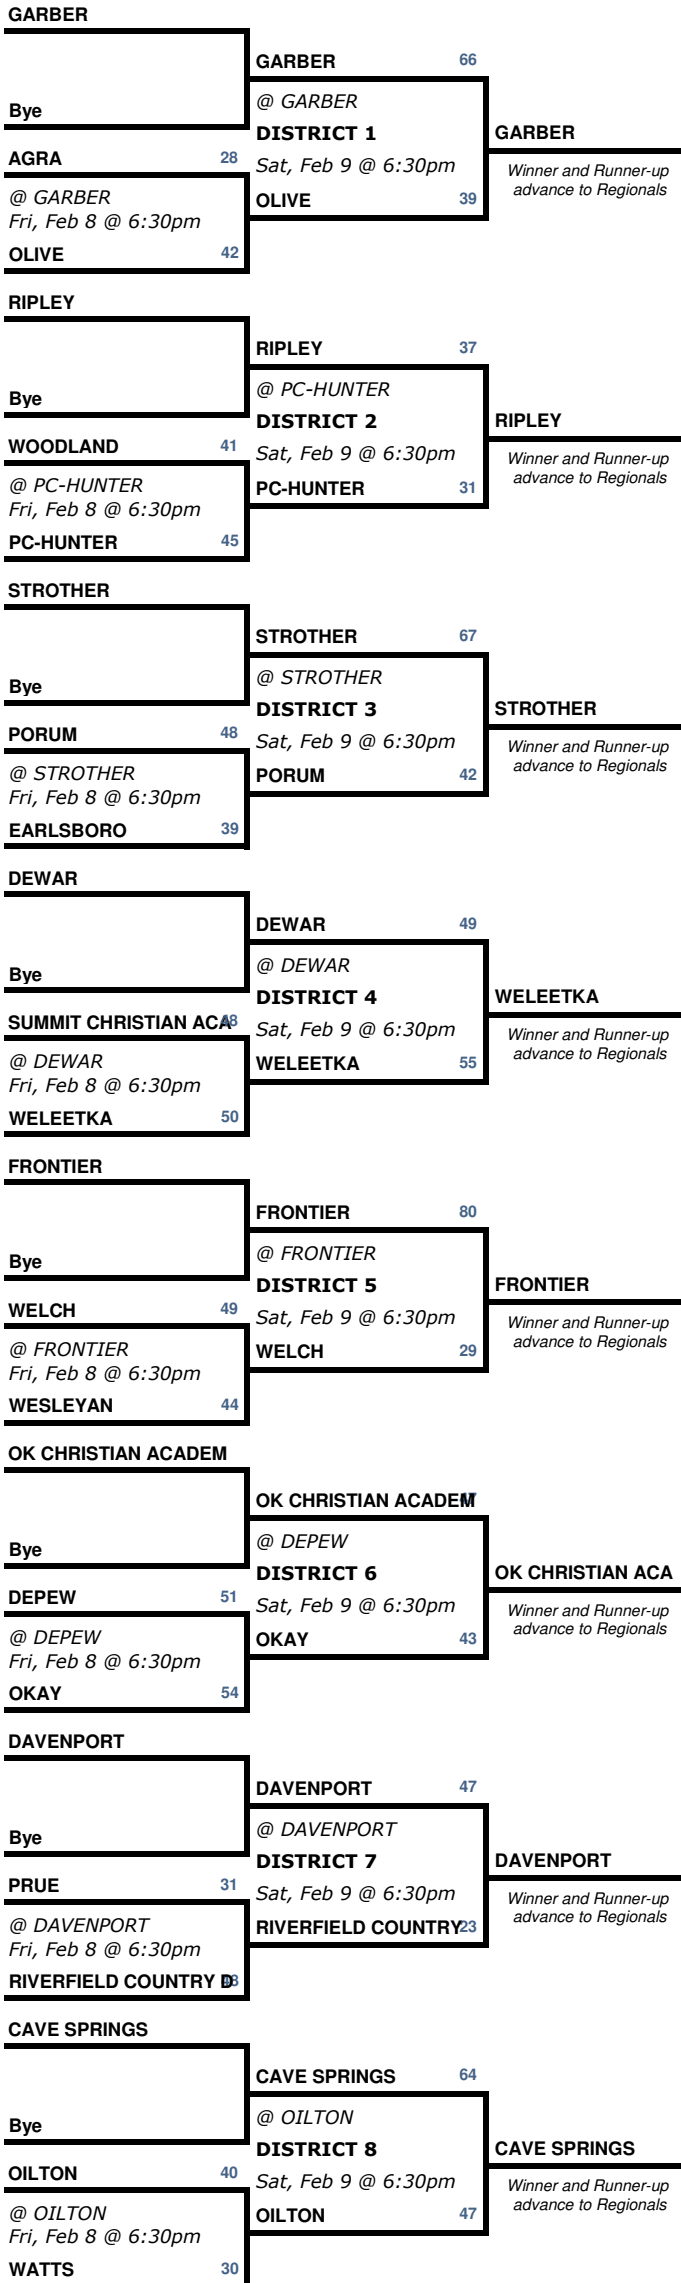 GARBER
GARBER 66
@ GARBER
Bye
DISTRICT 1
GARBER
AGRA 28
Sat, Feb 9 @ 6:30pm
Winner and Runner-up
advance to Regionals
@ GARBER
Fri, Feb 8 @ 6:30pm
OLIVE 39
OLIVE 42
RIPLEY
RIPLEY 37
@ PC-HUNTER
Bye
DISTRICT 2
RIPLEY
WOODLAND 41
Sat, Feb 9 @ 6:30pm
Winner and Runner-up
advance to Regionals
@ PC-HUNTER
Fri, Feb 8 @ 6:30pm
PC-HUNTER 31
PC-HUNTER 45
STROTHER
STROTHER 67
@ STROTHER
Bye
DISTRICT 3
STROTHER
PORUM 48
Sat, Feb 9 @ 6:30pm
Winner and Runner-up
advance to Regionals
@ STROTHER
Fri, Feb 8 @ 6:30pm
PORUM 42
EARLSBORO 39
DEWAR
DEWAR 49
@ DEWAR
Bye
DISTRICT 4
WELEETKA
SUMMIT CHRISTIAN ACA
Sat, Feb 9 @ 6:30pm
Winner and Runner-up
advance to Regionals
@ DEWAR
Fri, Feb 8 @ 6:30pm
WELEETKA 55
WELEETKA 50
FRONTIER
FRONTIER 80
@ FRONTIER
Bye
DISTRICT 5
FRONTIER
WELCH 49
Sat, Feb 9 @ 6:30pm
Winner and Runner-up
advance to Regionals
@ FRONTIER
Fri, Feb 8 @ 6:30pm
WELCH 29
WESLEYAN 44
OK CHRISTIAN ACADEM
OK CHRISTIAN ACADEM
@ DEPEW
Bye
DISTRICT 6
OK CHRISTIAN ACA
DEPEW 51
Sat, Feb 9 @ 6:30pm
Winner and Runner-up
advance to Regionals
@ DEPEW
Fri, Feb 8 @ 6:30pm
OKAY 43
OKAY 54
DAVENPORT
DAVENPORT 47
@ DAVENPORT
Bye
DISTRICT 7
DAVENPORT
PRUE 31
Sat, Feb 9 @ 6:30pm
Winner and Runner-up
advance to Regionals
@ DAVENPORT
Fri, Feb 8 @ 6:30pm
RIVERFIELD COUNTRY 23
RIVERFIELD COUNTRY D
CAVE SPRINGS
CAVE SPRINGS 64
@ OILTON
Bye
DISTRICT 8
CAVE SPRINGS
OILTON 40
Sat, Feb 9 @ 6:30pm
Winner and Runner-up
advance to Regionals
@ OILTON
Fri, Feb 8 @ 6:30pm
OILTON 47
WATTS 30